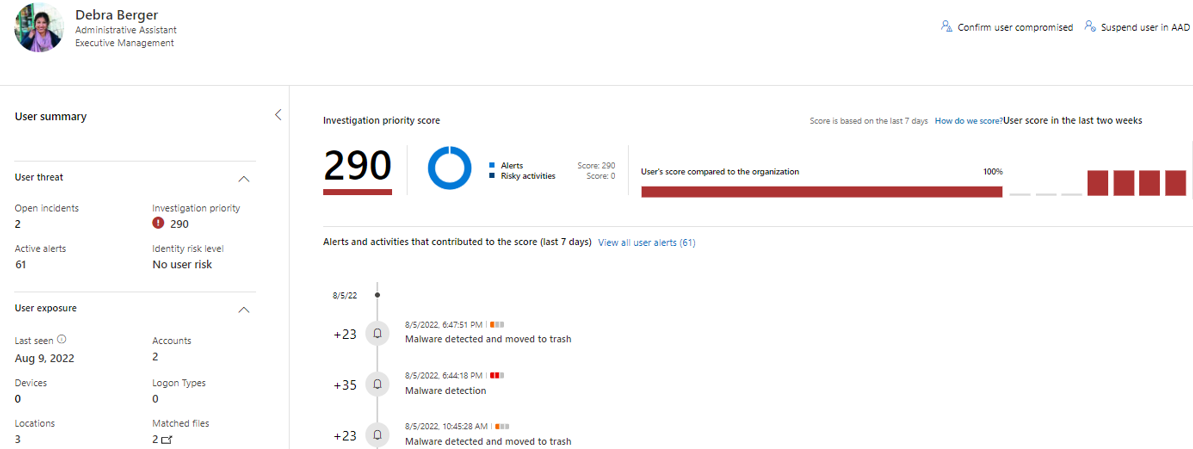 Debra Berger
Administrative Assistant
Executive Management
Confirm user compromised
Suspend user in AAD
User summary
User threat
Open incidents
2
Investigation priority
290
Active alerts
61
Identity risk level
No user risk
User exposure
Last seen
Aug 9, 2022
Accounts
2
Devices
0
Logon Types
0
Locations
3
Matched files
2
Investigation priority score
Score is based on the last 7 days How do we score?User score in the last two weeks
290
Alerts Score: 290
Risky activities Score: 0
User's score compared to the organization 100%
Alerts and activities that contributed to the score (last 7 days) View all user alerts (61)
8/5/22
+23
8/5/2022, 6:47:51 PM
Malware detected and moved to trash
+35
8/5/2022, 6:44:18 PM
Malware detection
+23
8/5/2022, 10:45:28 AM
Malware detected and moved to trash